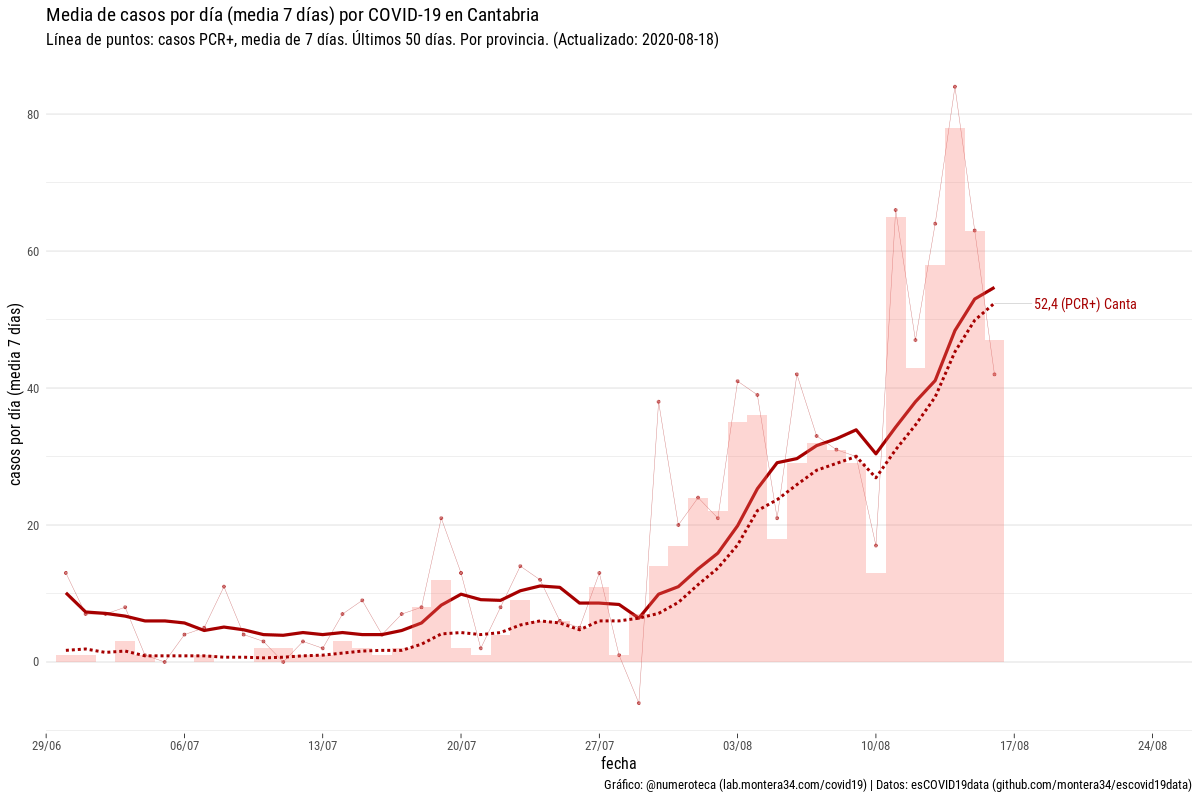 Media de casos por día (media 7 días) por COVID-19 en Cantabria
Línea de puntos: casos PCR+, media de 7 días. Últimos 50 días. Por provincia. (Actualizado: 2020-08-18)
casos por día (media 7 días)
80
60
40
20
0
52,4 (PCR+) Canta
29/06 06/07 13/07 20/07 27/07 03/08 10/08 17/08 24/08
fecha
Gráfico: @numeroteca (lab.montera34.com/covid19) | Datos: esCOVID19data (github.com/montera34/escovid19data)